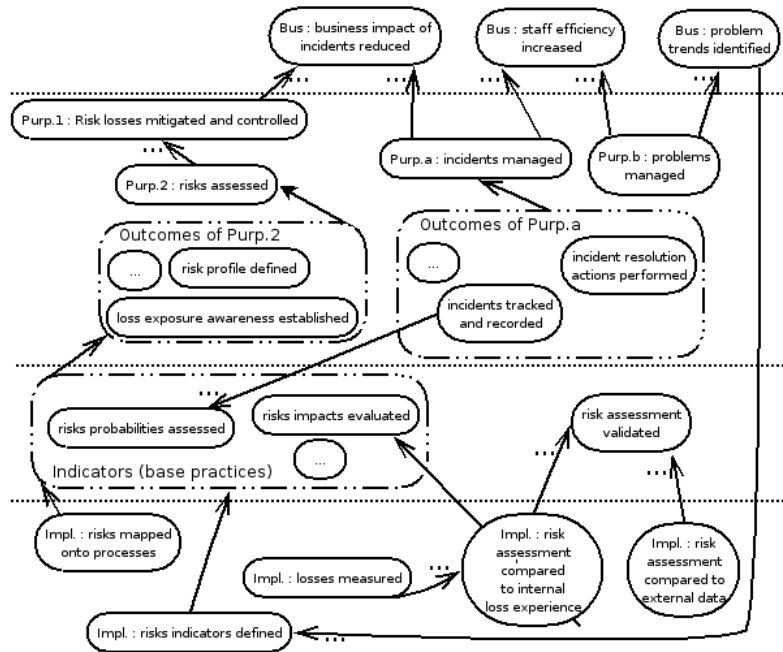 Bus : business impact of
incidents reduced
Bus : staff efficiency
increased
Bus : problem
trends identified
....
....
....
....
....
Purp.1 : Risk losses mitigated and controlled
...
Purp.a : incidents managed
Purp.b : problems
managed
Purp.2 : risks assessed
Outcomes of Purp.2
...
risk profile defined
loss exposure awareness established
Outcomes of Purp.a
...
incident resolution
actions performed
incidents tracked
and recorded
....
risks probabilities assessed
risks impacts evaluated
...
Indicators (base practices)
risk assessment
validated
....
....
Impl. : risks mapped
onto processes
Impl. : losses measured
...
Impl. : risk
assessment
compared
to internal
loss experience
Impl. : risk
assessment
compared to
external data
Impl. : risks indicators defined
...